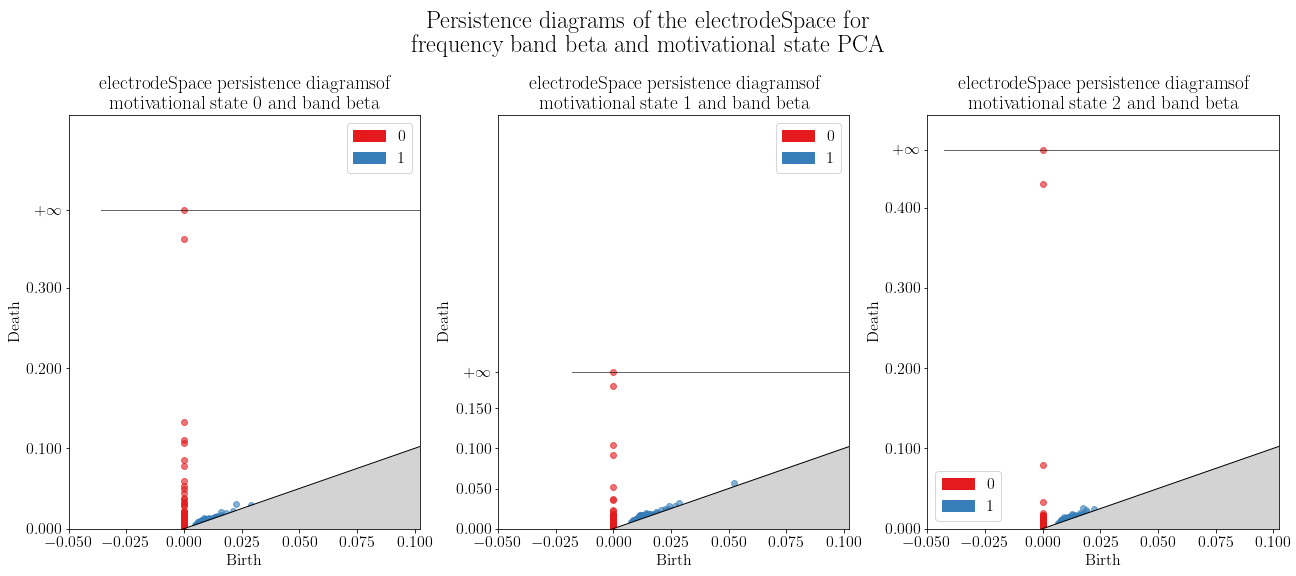 Persistence diagrams of the electrodeSpace for
frequency band beta and motivational state PCA
electrodeSpace persistence diagramsof
motivational state 0 and band beta
0
1
+∞
0.300
0.200
0.100
0.000
Death
−0.050 −0.025 0.000 0.025 0.050 0.075 0.100
Birth
electrodeSpace persistence diagramsof
motivational state 1 and band beta
0
1
+∞
0.150
0.100
0.050
0.000
Death
−0.050 −0.025 0.000 0.025 0.050 0.075 0.100
Birth
electrodeSpace persistence diagramsof
motivational state 2 and band beta
+∞
0.400
0.300
0.200
0.100
0.000
Death
0
1
−0.050 −0.025 0.000 0.025 0.050 0.075 0.100
Birth